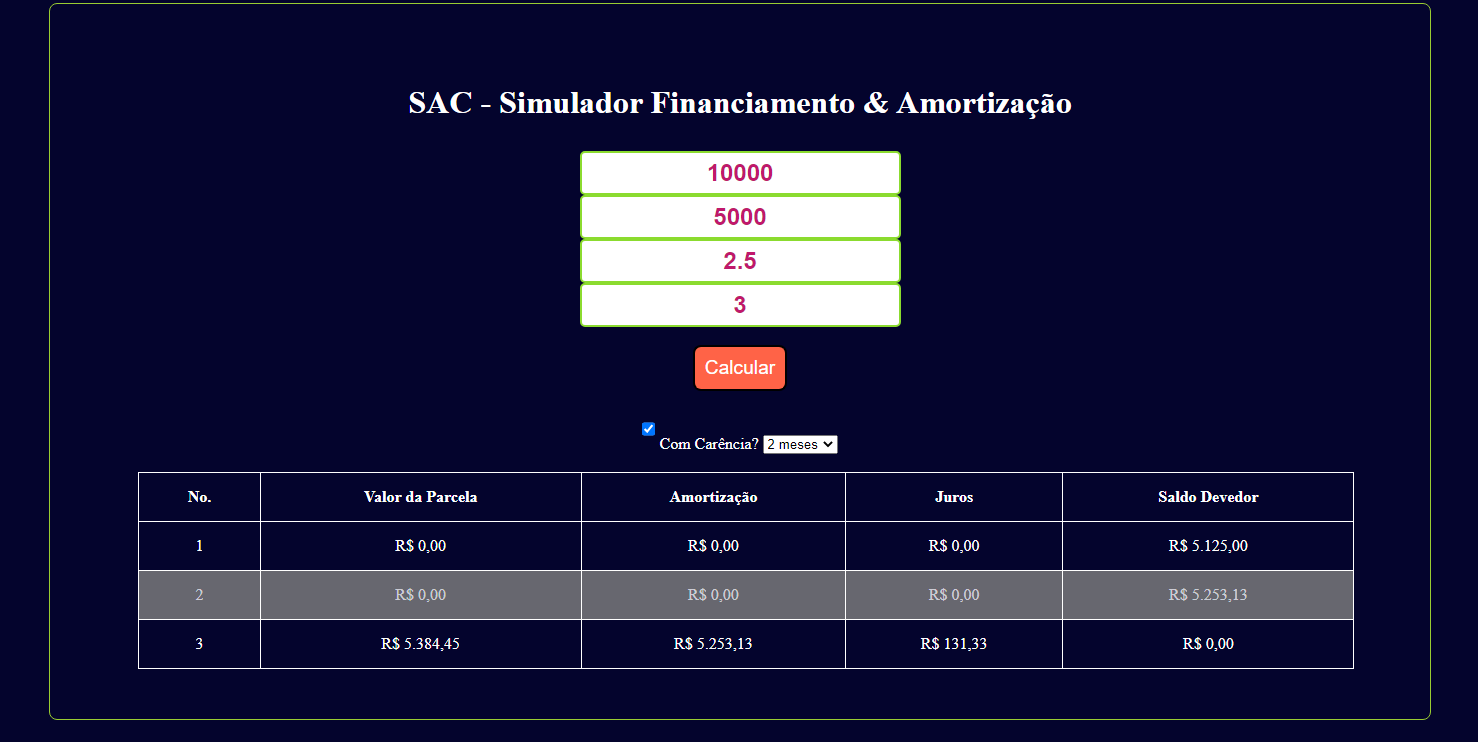 SAC - Simulador Financiamento & Amortização
10000
5000
2.5
3
Calcular
Com Carência? 2 meses
No. Valor da Parcela Amortização Juros Saldo Devedor
1 R$ 0,00 R$ 0,00 R$ 0,00 R$ 5.125,00
2 R$ 0,00 R$ 0,00 R$ 0,00 R$ 5.253,13
3 R$ 5.384,45 R$ 5.253,13 R$ 131,33 R$ 0,00